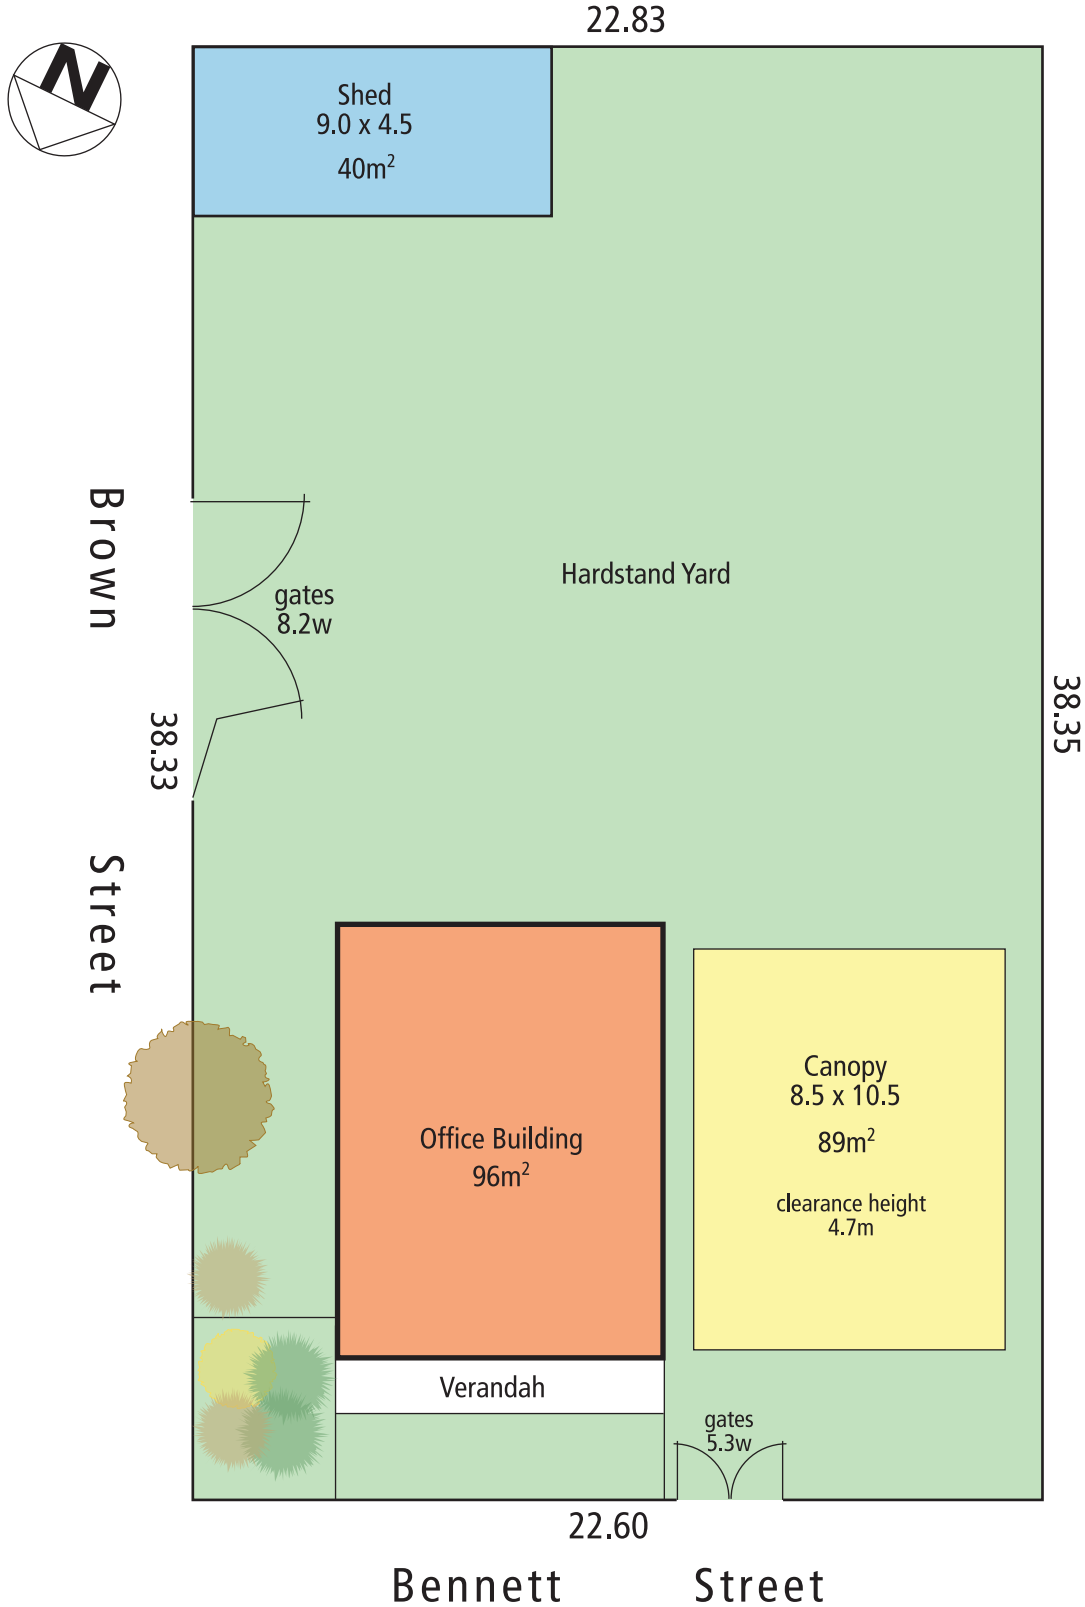 22.83
N
Shed
9.0 x 4.5
40m²
Brown Street
gates
8.2w
Hardstand Yard
38.33
38.35
Office Building
96m²
Canopy
8.5 x 10.5
89m²
clearance height
4.7m
Verandah
gates
5.3w
22.60
Bennett Street